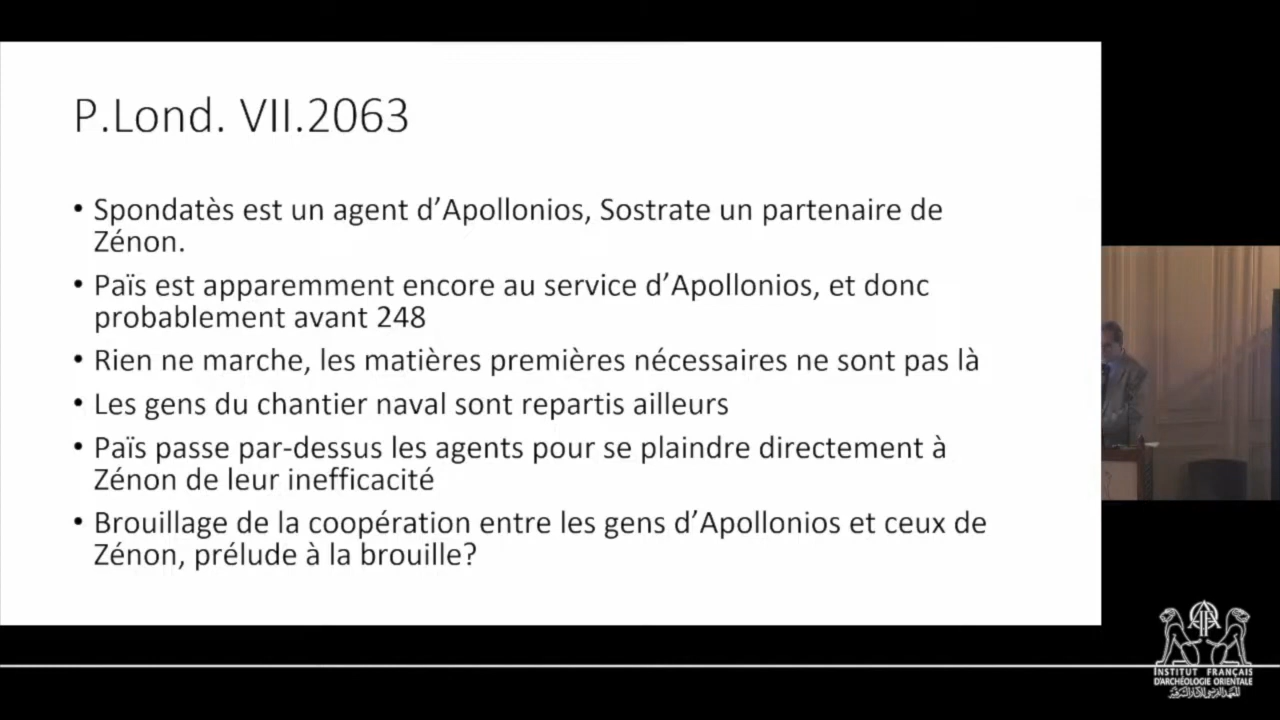 P.Lond. VII.2063
• Spondatès est un agent d’Apollonios, Sostrate un partenaire de
Zénon.
• Païs est apparemment encore au service d’Apollonios, et donc
probablement avant 248
• Rien ne marche, les matières premières nécessaires ne sont pas là
• Les gens du chantier naval sont repartis ailleurs
• Païs passe par-dessus les agents pour se plaindre directement à
Zénon de leur inefficacité
• Brouillage de la coopération entre les gens d’Apollonios et ceux de
Zénon, prélude à la brouille?
INSTITUT FRANÇAIS
D'ARCHÉOLOGIE ORIENTALE